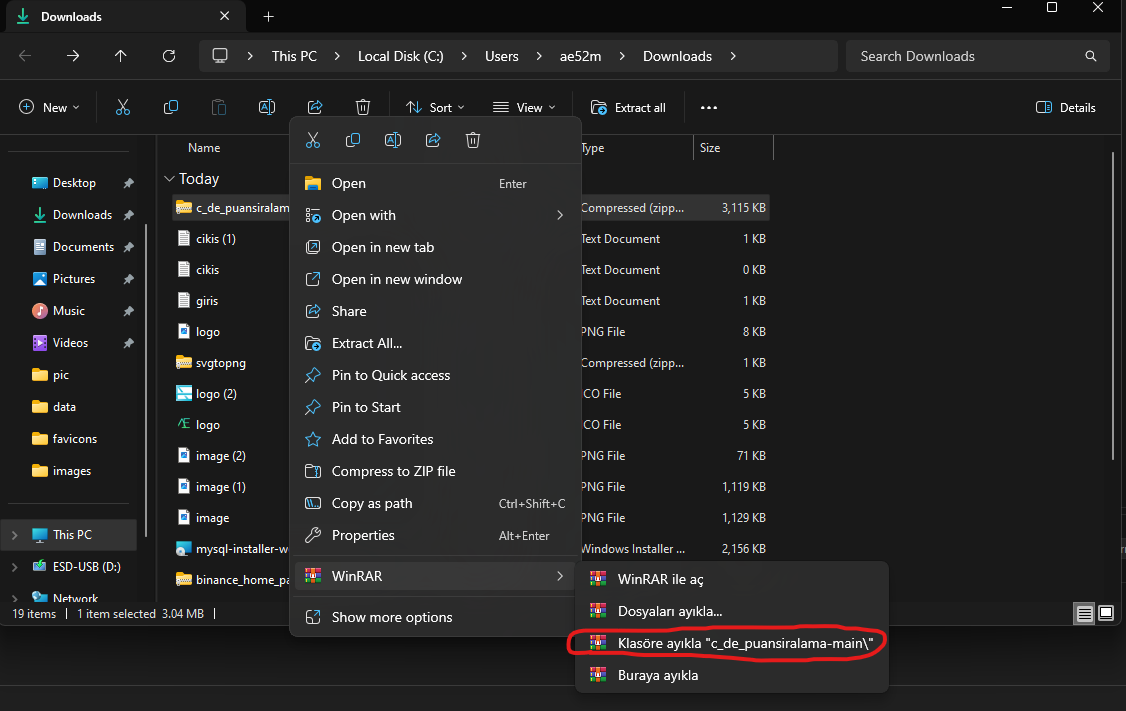 Downloads
This PC
Local Disk (C:)
Users
ae52m
Downloads
Search Downloads
New
Sort
View
Extract all
Details
Desktop
Downloads
Documents
Pictures
Music
Videos
pic
data
favicons
images
This PC
ESD-USB (D:)
Network
Name
Type
Size
Today
c_de_puansiralam Compressed (zipp... 3,115 KB
cikis (1) Text Document 1 KB
cikis Text Document 0 KB
giris Text Document 1 KB
logo PNG File 8 KB
svgtopng Compressed (zipp... 1 KB
logo (2) CO File 5 KB
logo CO File 5 KB
image (2) PNG File 71 KB
image (1) PNG File 1,119 KB
image PNG File 1,129 KB
mysql-installer-w Windows Installer ... 2,156 KB
binance_home_pa
Open Enter
Open with
Open in new tab
Open in new window
Share
Extract All...
Pin to Quick access
Pin to Start
Add to Favorites
Compress to ZIP file
Copy as path Ctrl+Shift+C
Properties Alt+Enter
WinRAR
Show more options
WinRAR ile aç
Dosyaları ayıkla...
Klasöre ayıkla "c_de_puansiralama-main\"
Buraya ayıkla
19 items
1 item selected 3.04 MB